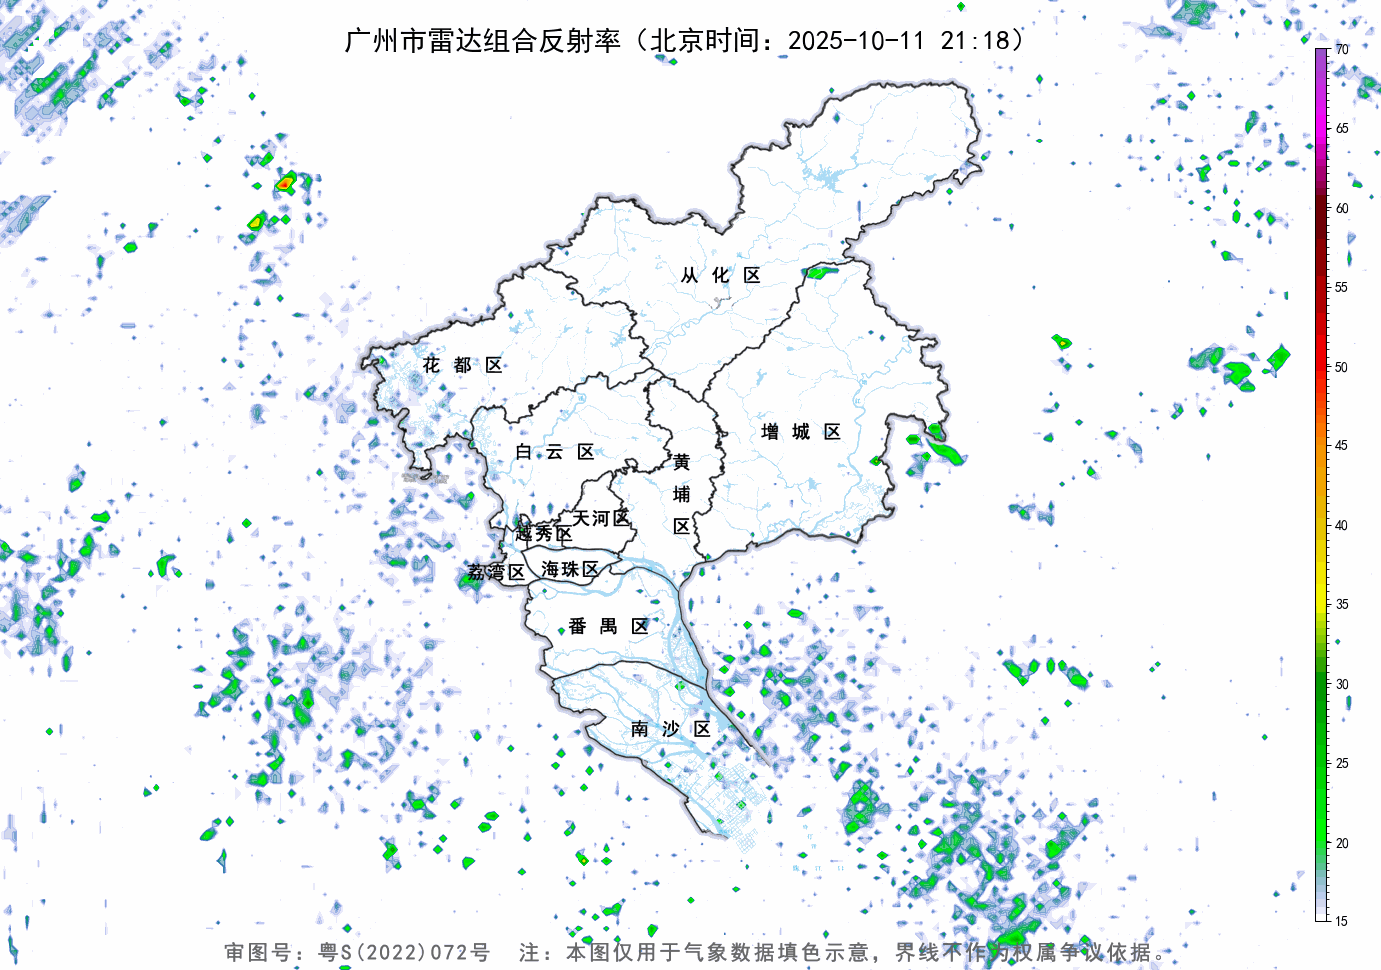 广州市雷达组合反射率（北京时间：2025-10-11 21:18）
70
65
60
55
50
45
40
35
30
25
20
15
从化区
花都区
增城区
白云区
黄埔区
天河区
越秀区
荔湾区
海珠区
番禺区
南沙区
审图号：粤S(2022)072号 注：本图仅用于气象数据填色示意，界线不作为权属争议依据。